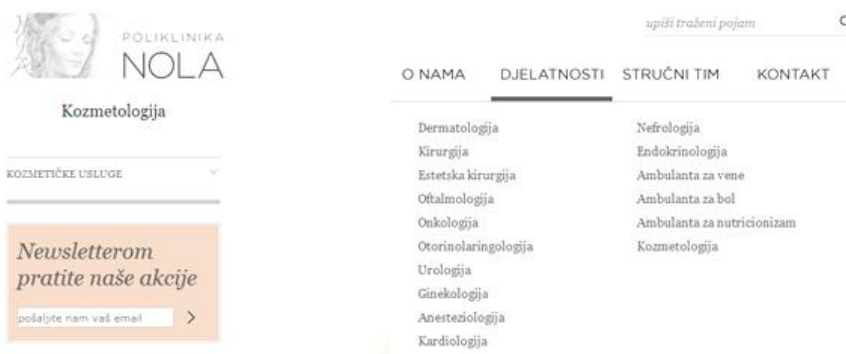 POLIKLINIKA
NOLA
Kozmetologija
KOZMETIČKE USLUGE
Newsletterom
pratite naše akcije
pošaljite nam vaš email
upiši traženi pojam
O NAMA DJELATNOSTI STRUČNI TIM KONTAKT
Dermatologija
Kirurgija
Estetska kirurgija
Oftalmologija
Onkologija
Otorinolaringologija
Urologija
Ginekologija
Anesteziologija
Kardiologija
Nefrologija
Endokrinologija
Ambulanta za vene
Ambulanta za bol
Ambulanta za nutricionizam
Kozmetologija